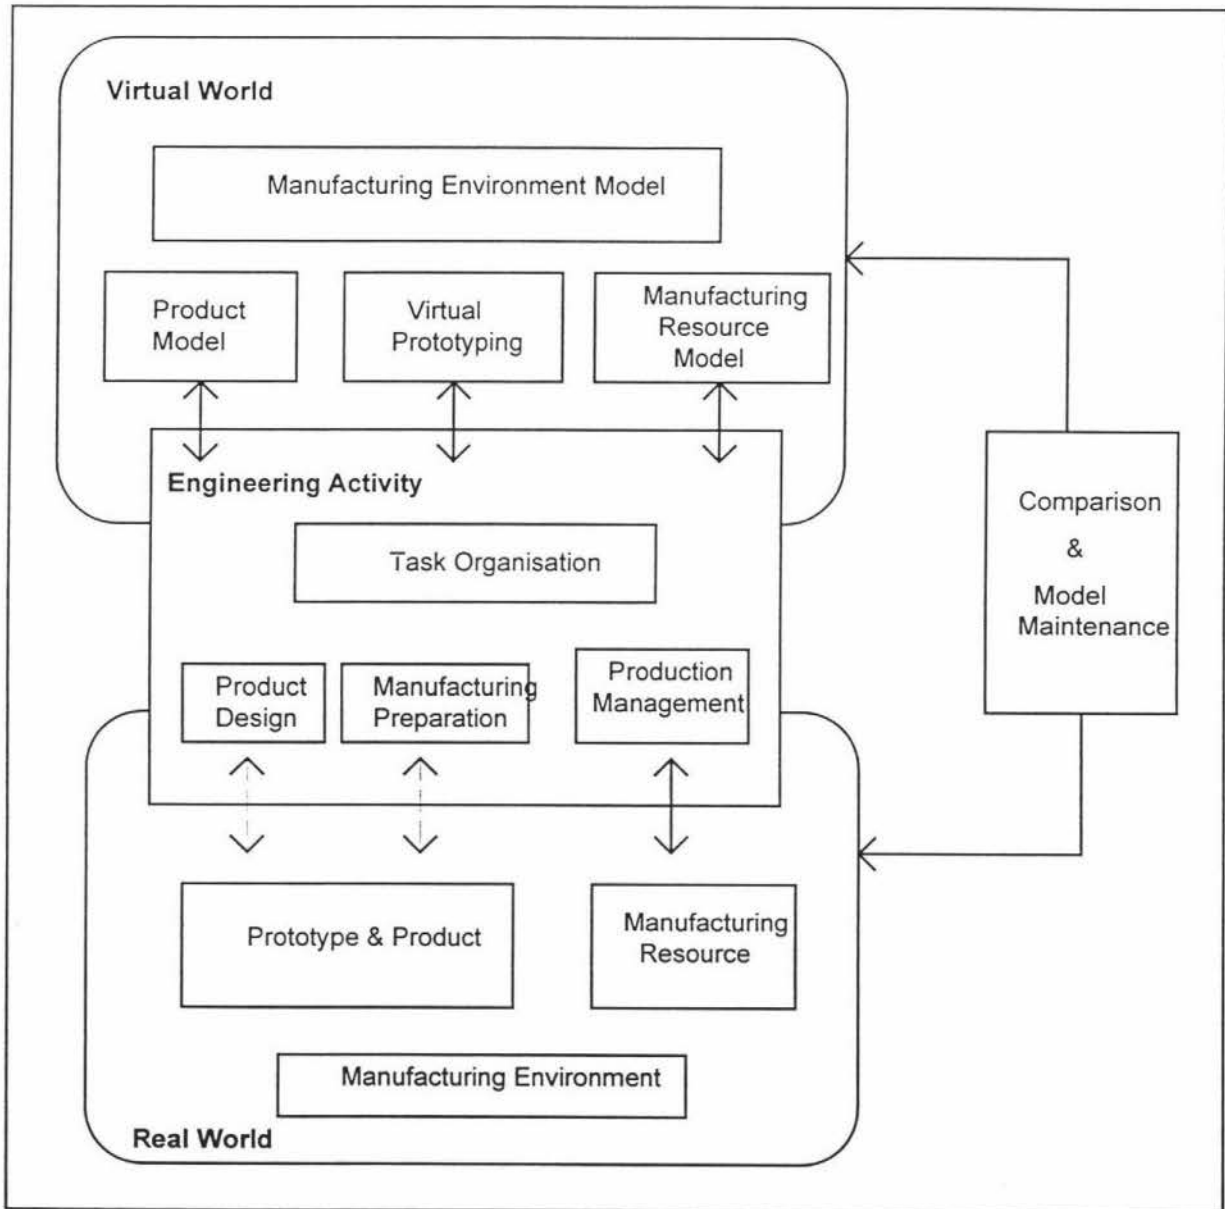 Virtual World
Manufacturing Environment Model
Product
Model
Virtual
Prototyping
Manufacturing
Resource
Model
Engineering Activity
Task Organisation
Product
Design
Manufacturing
Preparation
Production
Management
Comparison
&
Model
Maintenance
Prototype & Product
Manufacturing
Resource
Manufacturing Environment
Real World